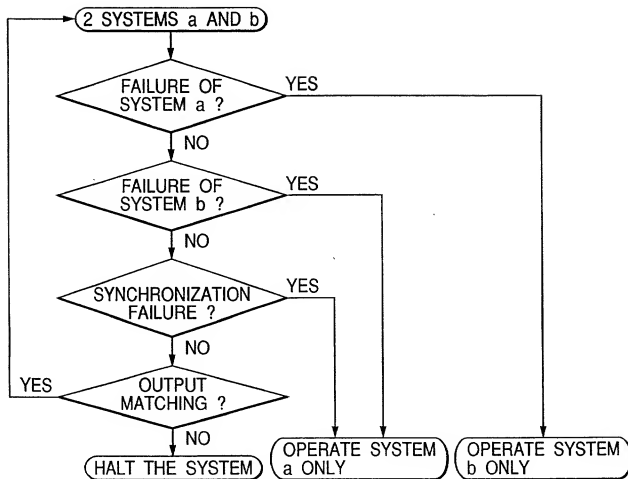 2 SYSTEMS a AND b
FAILURE OF
SYSTEM a ?
YES
NO
FAILURE OF
SYSTEM b ?
YES
NO
SYNCHRONIZATION
FAILURE ?
YES
NO
YES
OUTPUT
MATCHING ?
NO
HALT THE SYSTEM
OPERATE SYSTEM
a ONLY
OPERATE SYSTEM
b ONLY